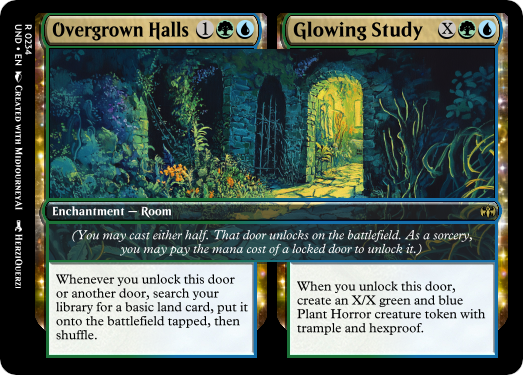 Overgrown Halls 1
Glowing Study X
Enchantment — Room
(You may cast either half. That door unlocks on the battlefield. As a sorcery,
you may pay the mana cost of a locked door to unlock it.)
Whenever you unlock this door
or another door, search your
library for a basic land card, put it
onto the battlefield tapped, then
shuffle.
When you unlock this door,
create an X/X green and blue
Plant Horror creature token with
trample and hexproof.
R 0234
UND • EN CREATED WITH MIDJOURNEYAI HERZIQUERZI